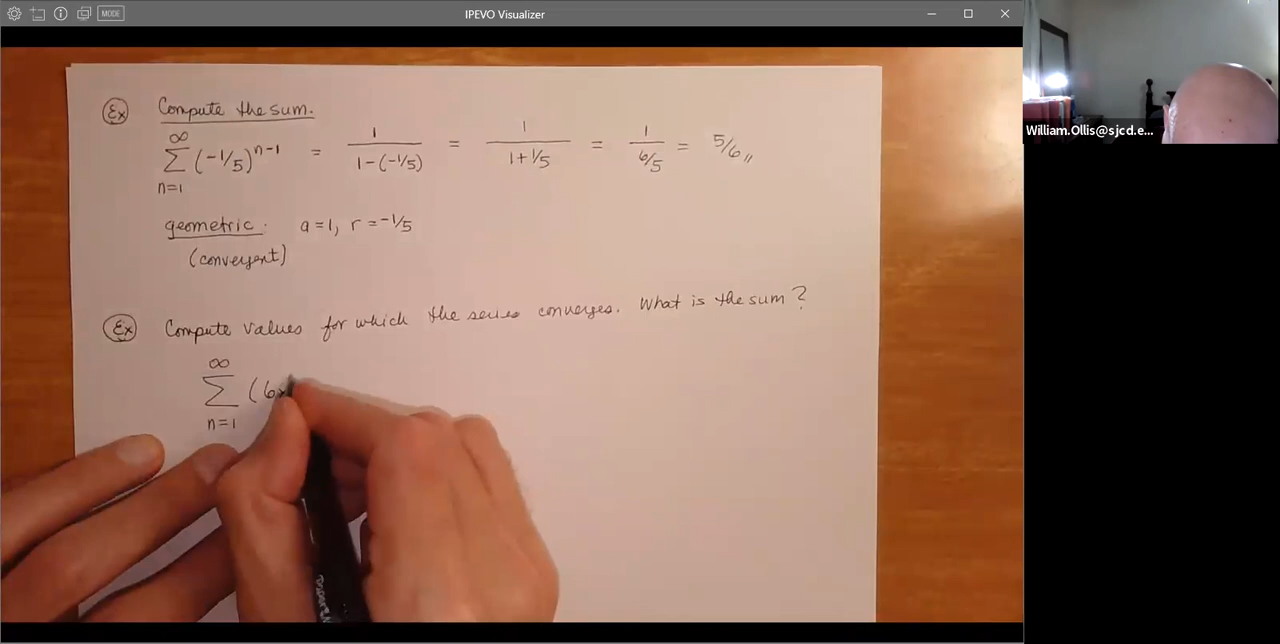 IPEVO Visualizer
MODE
William.Ollis@sjcd.e...
Ex Compute the sum.
∞
∑ (-1/5)^{n-1} = 1/(1-(-1/5)) = 1/(1+1/5) = 1/(6/5) = 5/6 //
n=1
geometric: a=1, r=-1/5
(convergent)
Ex Compute values for which the series converges. What is the sum?
∞
∑ (6x
n=1